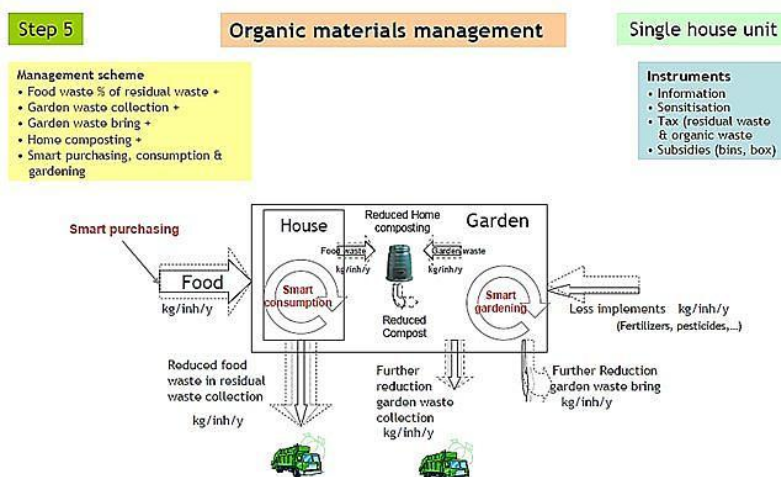 Step 5
Organic materials management
Single house unit
Management scheme
• Food waste % of residual waste +
• Garden waste collection +
• Garden waste bring +
• Home composting +
• Smart purchasing, consumption &
gardening
Instruments
• Information
• Sensitisation
• Tax (residual waste
& organic waste
• Subsidies (bins, box)
Smart purchasing
Food
kg/inh/y
House
Smart
consumption
Reduced Home
composting
Food waste
kg/inh/y
Garden waste
kg/inh/y
Reduced
Compost
Garden
Smart
gardening
Less implements kg/inh/y
(Fertilizers, pesticides,...)
Reduced food
waste in residual
waste collection
kg/inh/y
Further
reduction
garden waste
collection
kg/inh/y
Further Reduction
garden waste bring
kg/inh/y